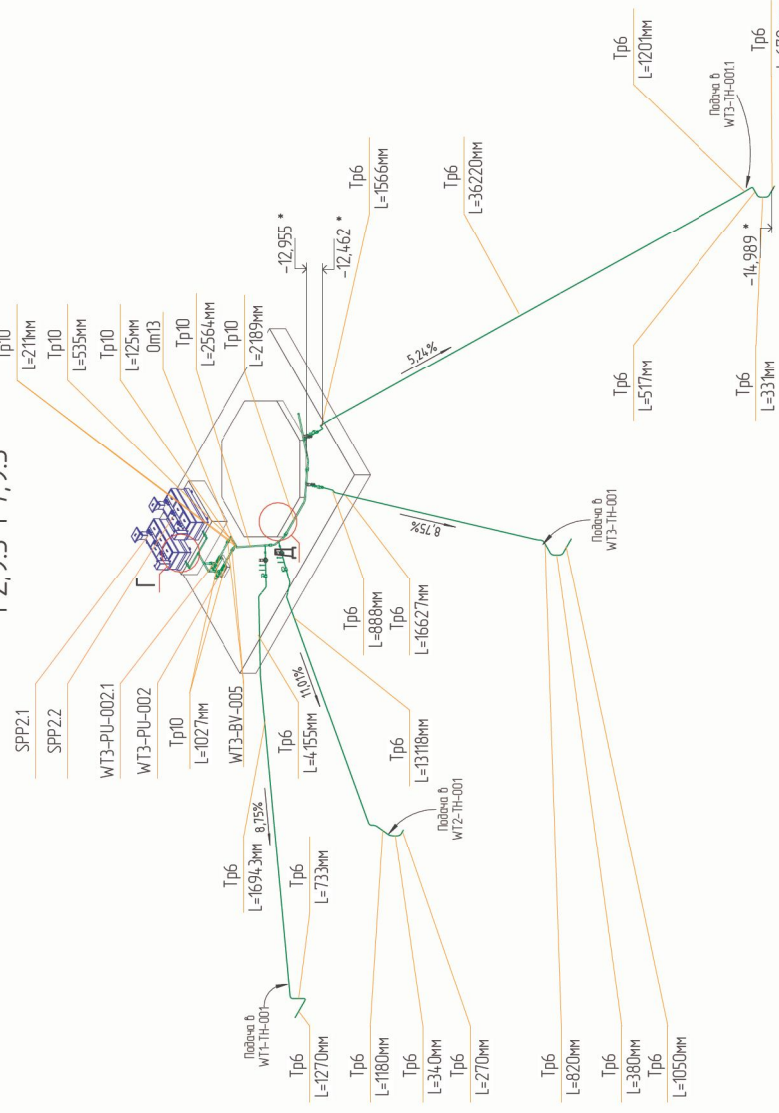 SPP2.1
SPP2.2
WT3-PU-002.1
WT3-PU-002
Тр10
L=1027мм
WT3-BV-005
Тр6
L=4155мм
Г
Тр10
L=211мм
Тр10
L=535мм
Тр10
L=125мм
От13
Тр10
L=2564мм
Тр10
L=2189мм
Д
-12,955 *
-12,462 *
Тр6
L=1566мм
Тр6
L=36220мм
5,24%
Тр6
L=1201мм
Подача в
WT3-TH-001.1
Тр6
Тр6
L=517мм
Тр6
L=331мм
-14,989 *
Тр6
L=888мм
Тр6
L=16627мм
8,75%
Подача в
WT3-TH-001
11,01%
Тр6
L=13118мм
Подача в
WT2-TH-001
8,75%
Тр6
L=16943мм
Тр6
L=733мм
Подача в
WT1-TH-001
Тр6
L=1270мм
Тр6
L=1180мм
Тр6
L=340мм
Тр6
L=270мм
Тр6
L=820мм
Тр6
L=380мм
Тр6
L=1050мм